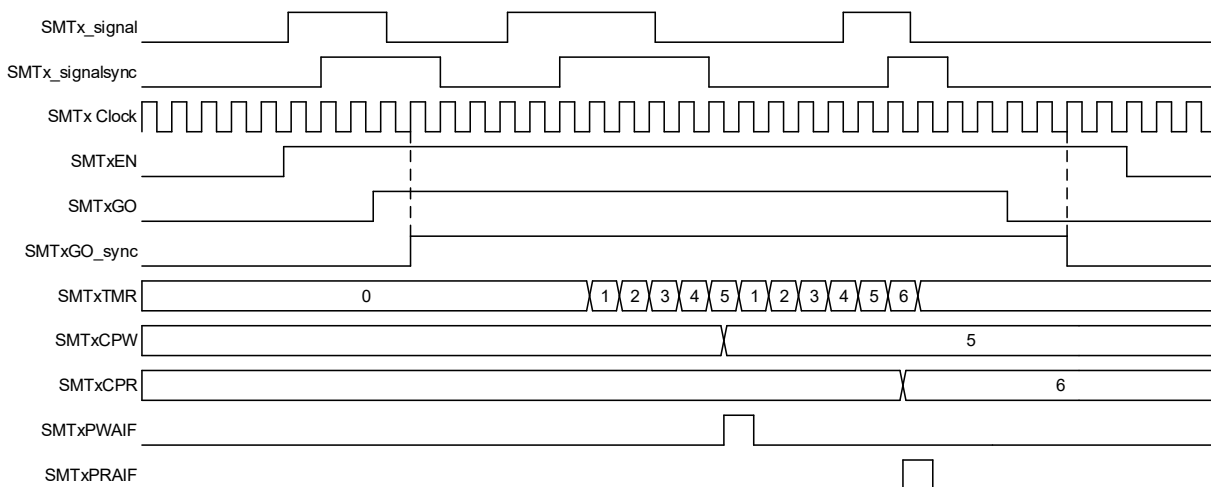 SMTx_signal
SMTx_signalsync
SMTx Clock
SMTxEN
SMTxGO
SMTxGO_sync
SMTxTMR 0 1 2 3 4 5 1 2 3 4 5 6
SMTxCPW 5
SMTxCPR 6
SMTxPWAIF
SMTxPRAIF